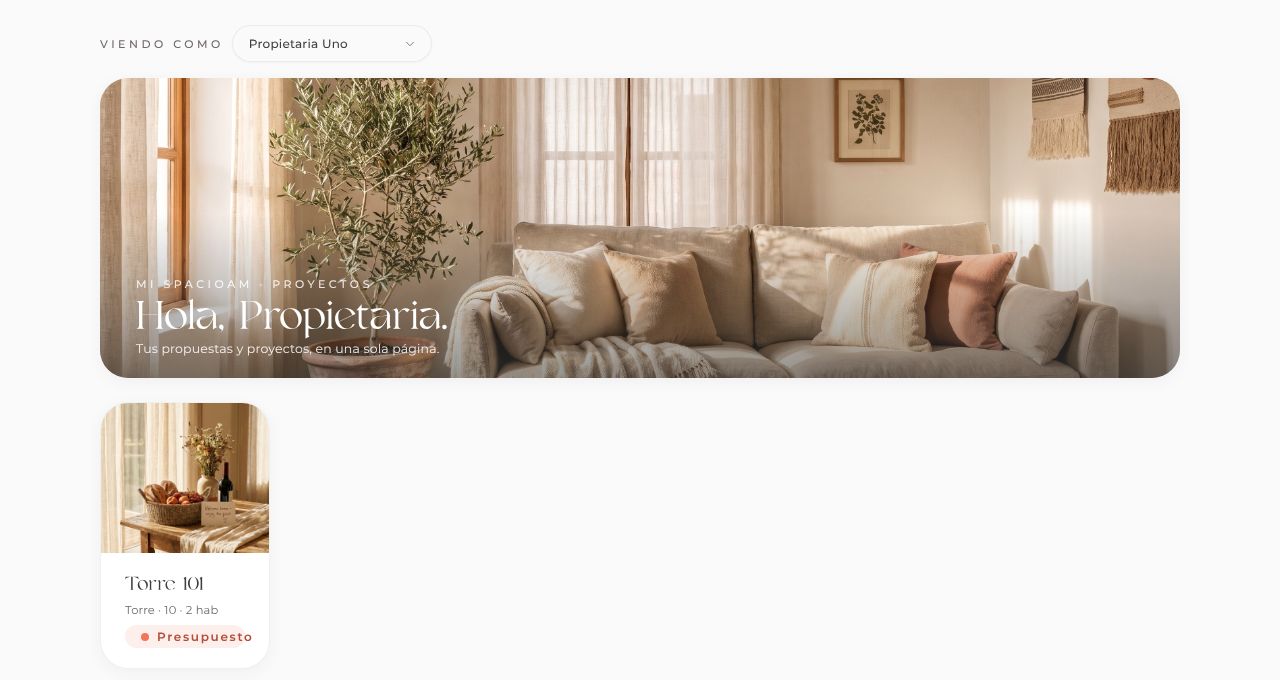 VIENDO COMO
Propietaria Uno
MI SPACIOAM · PROYECTOS
Hola, Propietaria.
Tus propuestas y proyectos, en una sola página.
Torre 101
Torre · 10 · 2 hab
Presupuesto